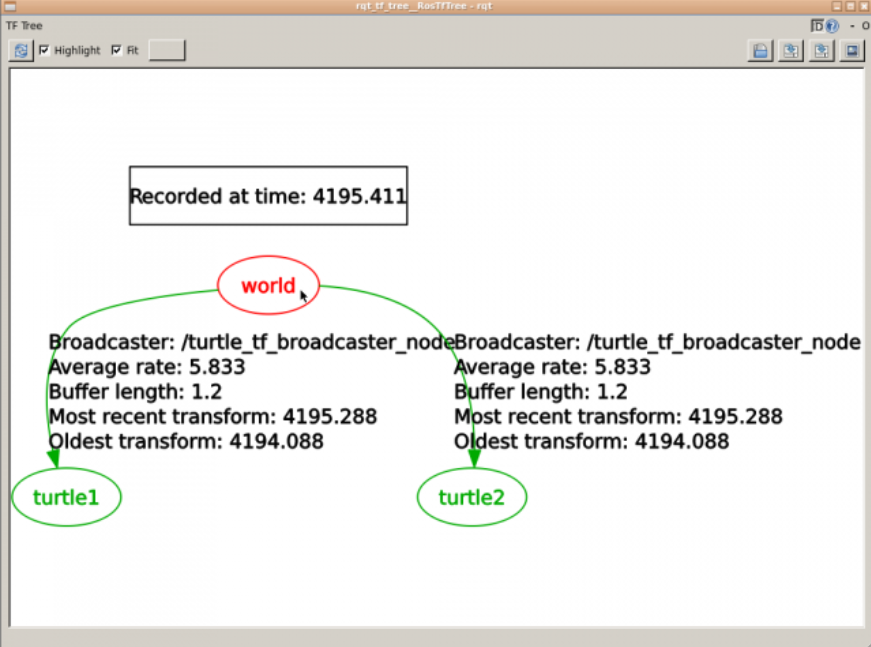 rqt_tf_tree__RosTfTree - rqt
TF Tree
D
Highlight
Fit
Recorded at time: 4195.411
world
Broadcaster: /turtle_tf_broadcaster_node
Average rate: 5.833
Buffer length: 1.2
Most recent transform: 4195.288
Oldest transform: 4194.088
Broadcaster: /turtle_tf_broadcaster_node
Average rate: 5.833
Buffer length: 1.2
Most recent transform: 4195.288
Oldest transform: 4194.088
turtle1
turtle2